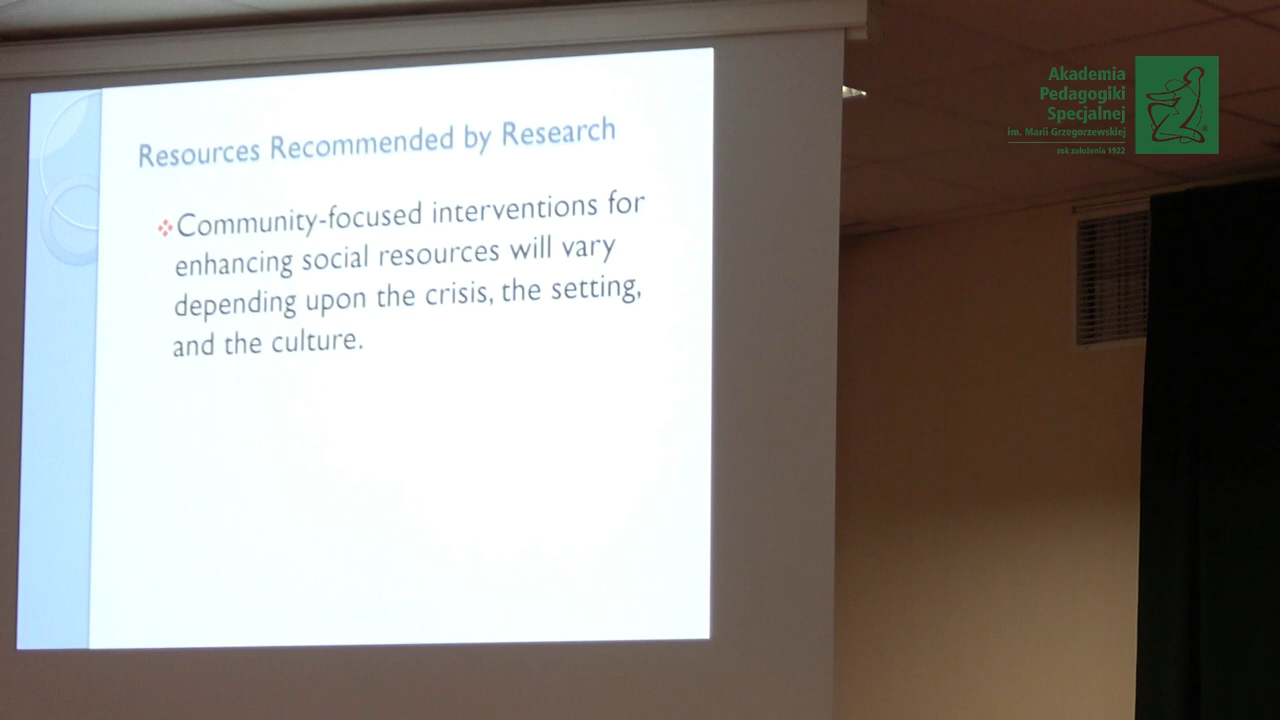 Resources Recommended by Research
Community-focused interventions for
enhancing social resources will vary
depending upon the crisis, the setting,
and the culture.
Akademia
Pedagogiki
Specjalnej
im. Marii Grzegorzewskiej
rok założenia 1922
®